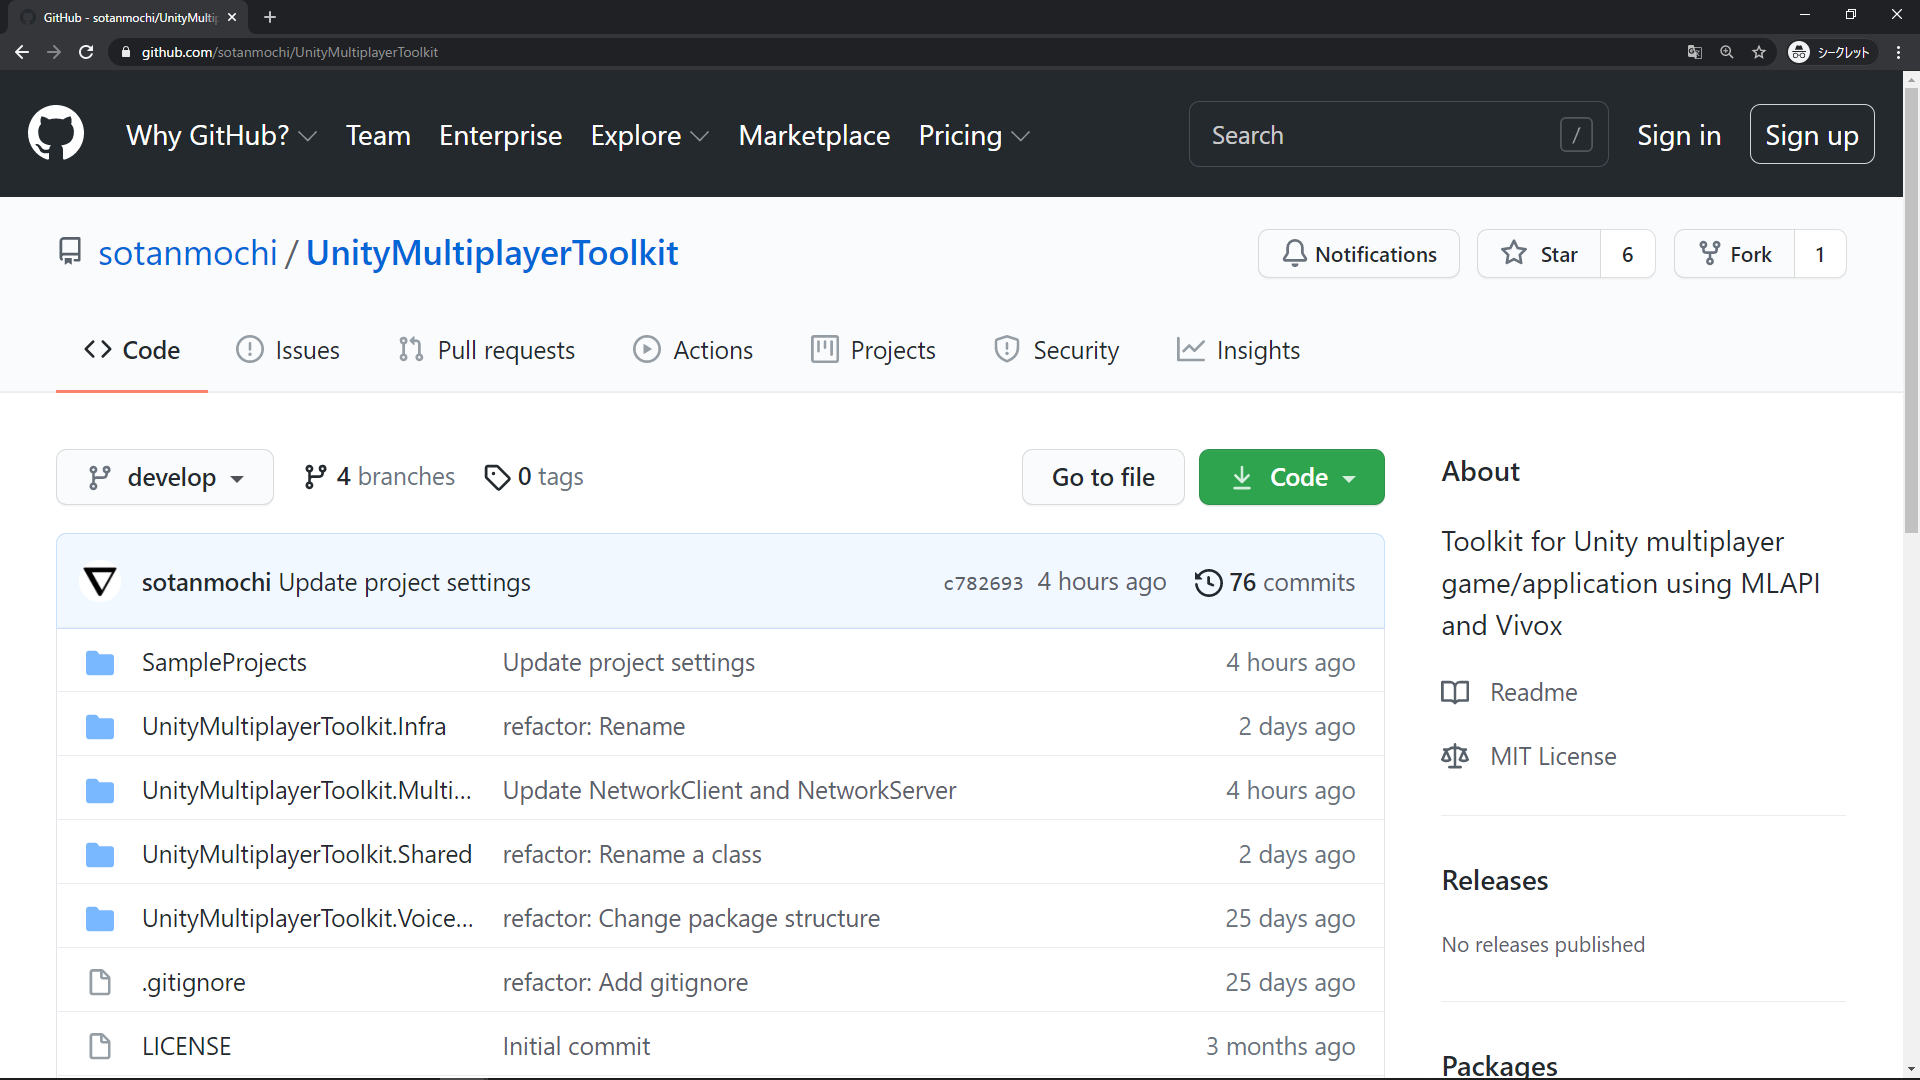 GitHub - sotanmochi/UnityMultip
github.com/sotanmochi/UnityMultiplayerToolkit
シークレット
Why GitHub? Team Enterprise Explore Marketplace Pricing Search / Sign in Sign up
sotanmochi / UnityMultiplayerToolkit
Notifications Star 6 Fork 1
Code Issues Pull requests Actions Projects Security Insights
develop 4 branches 0 tags Go to file Code
sotanmochi Update project settings c782693 4 hours ago 76 commits
SampleProjects Update project settings 4 hours ago
UnityMultiplayerToolkit.Infra refactor: Rename 2 days ago
UnityMultiplayerToolkit.Multi... Update NetworkClient and NetworkServer 4 hours ago
UnityMultiplayerToolkit.Shared refactor: Rename a class 2 days ago
UnityMultiplayerToolkit.Voice... refactor: Change package structure 25 days ago
.gitignore refactor: Add gitignore 25 days ago
LICENSE Initial commit 3 months ago
About
Toolkit for Unity multiplayer
game/application using MLAPI
and Vivox
Readme
MIT License
Releases
No releases published
Packages